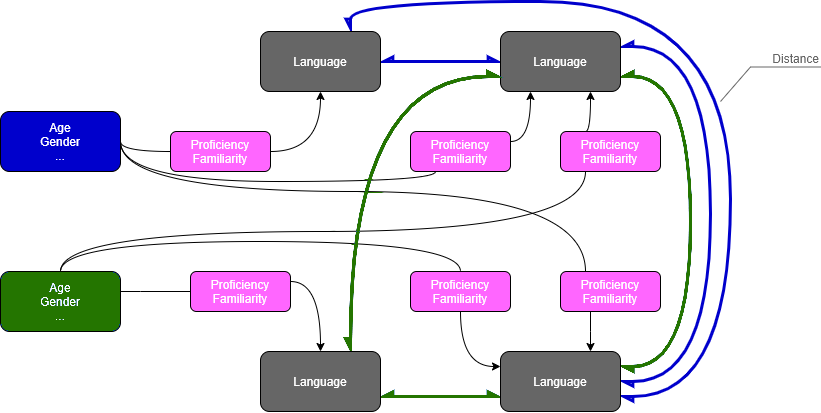 Language
Language
Distance
Age
Gender
...
Proficiency
Familiarity
Proficiency
Familiarity
Proficiency
Familiarity
Age
Gender
...
Proficiency
Familiarity
Proficiency
Familiarity
Proficiency
Familiarity
Language
Language